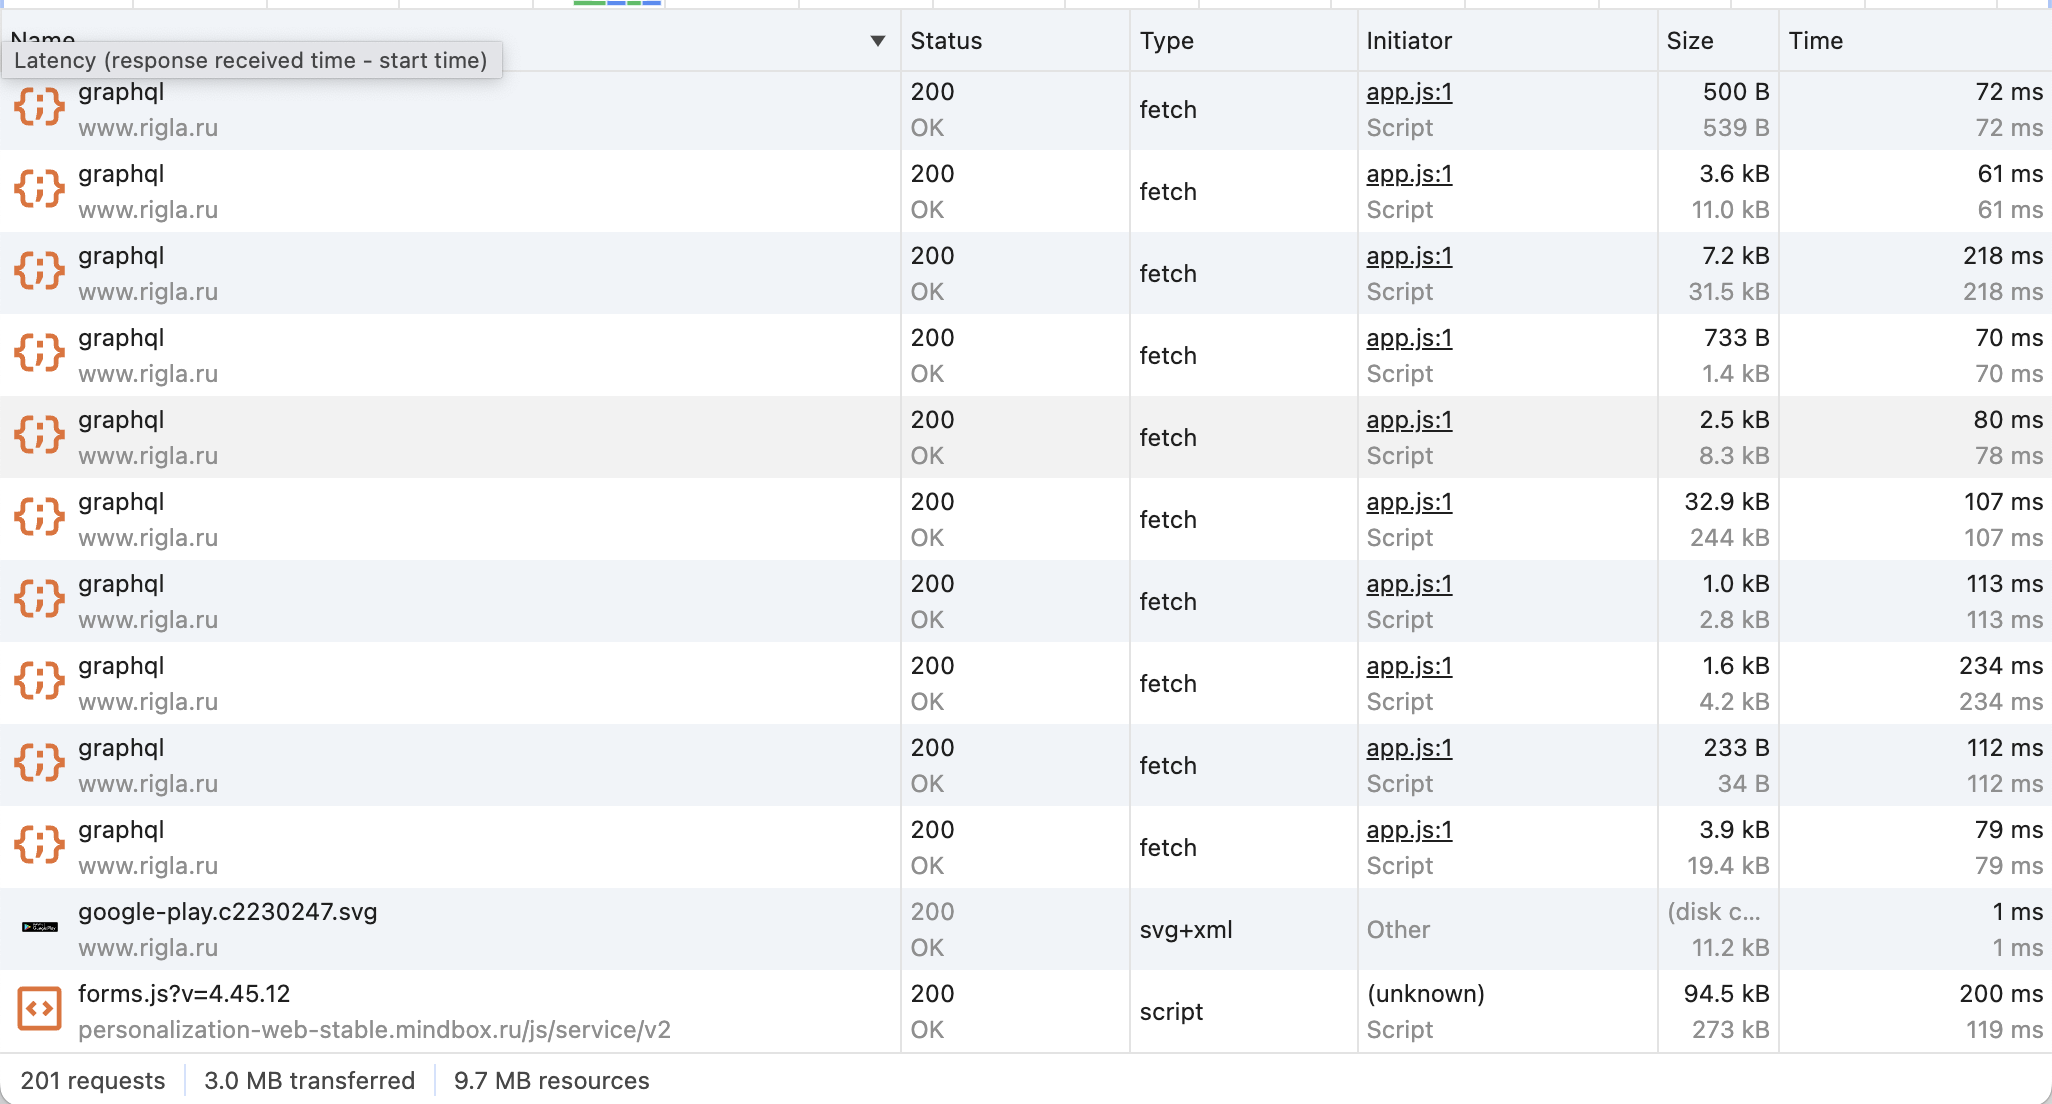 Name Status Type Initiator Size Time
Latency (response received time - start time)
graphql 200 fetch app.js:1 500 B 72 ms
www.rigla.ru OK Script 539 B 72 ms
graphql 200 fetch app.js:1 3.6 kB 61 ms
www.rigla.ru OK Script 11.0 kB 61 ms
graphql 200 fetch app.js:1 7.2 kB 218 ms
www.rigla.ru OK Script 31.5 kB 218 ms
graphql 200 fetch app.js:1 733 B 70 ms
www.rigla.ru OK Script 1.4 kB 70 ms
graphql 200 fetch app.js:1 2.5 kB 80 ms
www.rigla.ru OK Script 8.3 kB 78 ms
graphql 200 fetch app.js:1 32.9 kB 107 ms
www.rigla.ru OK Script 244 kB 107 ms
graphql 200 fetch app.js:1 1.0 kB 113 ms
www.rigla.ru OK Script 2.8 kB 113 ms
graphql 200 fetch app.js:1 1.6 kB 234 ms
www.rigla.ru OK Script 4.2 kB 234 ms
graphql 200 fetch app.js:1 233 B 112 ms
www.rigla.ru OK Script 34 B 112 ms
graphql 200 fetch app.js:1 3.9 kB 79 ms
www.rigla.ru OK Script 19.4 kB 79 ms
google-play.c2230247.svg 200 svg+xml Other (disk c... 1 ms
www.rigla.ru OK 11.2 kB 1 ms
forms.js?v=4.45.12 200 script (unknown) 94.5 kB 200 ms
personalization-web-stable.mindbox.ru/js/service/v2 OK Script 273 kB 119 ms
201 requests 3.0 MB transferred 9.7 MB resources